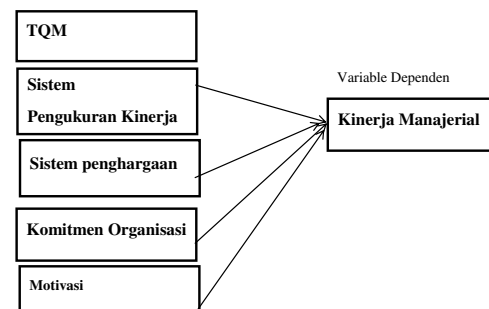 TQM
Sistem
Pengukuran Kinerja
Sistem penghargaan
Komitmen Organisasi
Motivasi
Variable Dependen
Kinerja Manajerial